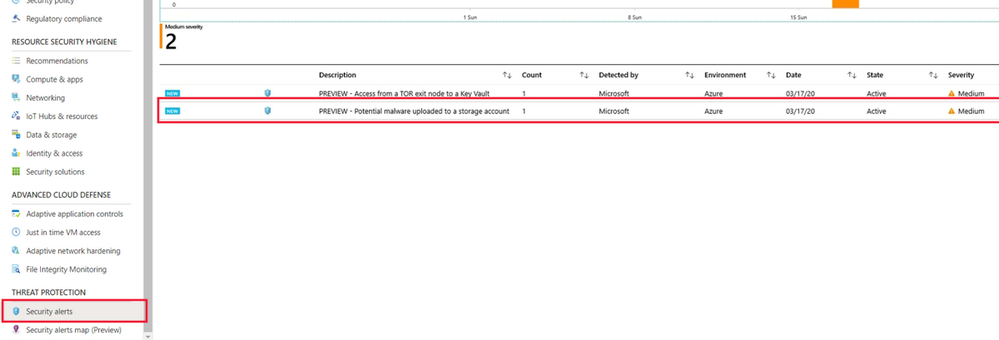 Security policy
Regulatory compliance
RESOURCE SECURITY HYGIENE
Recommendations
Compute & apps
Networking
IoT Hubs & resources
Data & storage
Identity & access
Security solutions
ADVANCED CLOUD DEFENSE
Adaptive application controls
Just in time VM access
Adaptive network hardening
File Integrity Monitoring
THREAT PROTECTION
Security alerts
Security alerts map (Preview)
0
1 Sun 8 Sun 15 Sun
Medium severity
2
Description Count Detected by Environment Date State Severity
NEW PREVIEW - Access from a TOR exit node to a Key Vault 1 Microsoft Azure 03/17/20 Active Medium
NEW PREVIEW - Potential malware uploaded to a storage account 1 Microsoft Azure 03/17/20 Active Medium